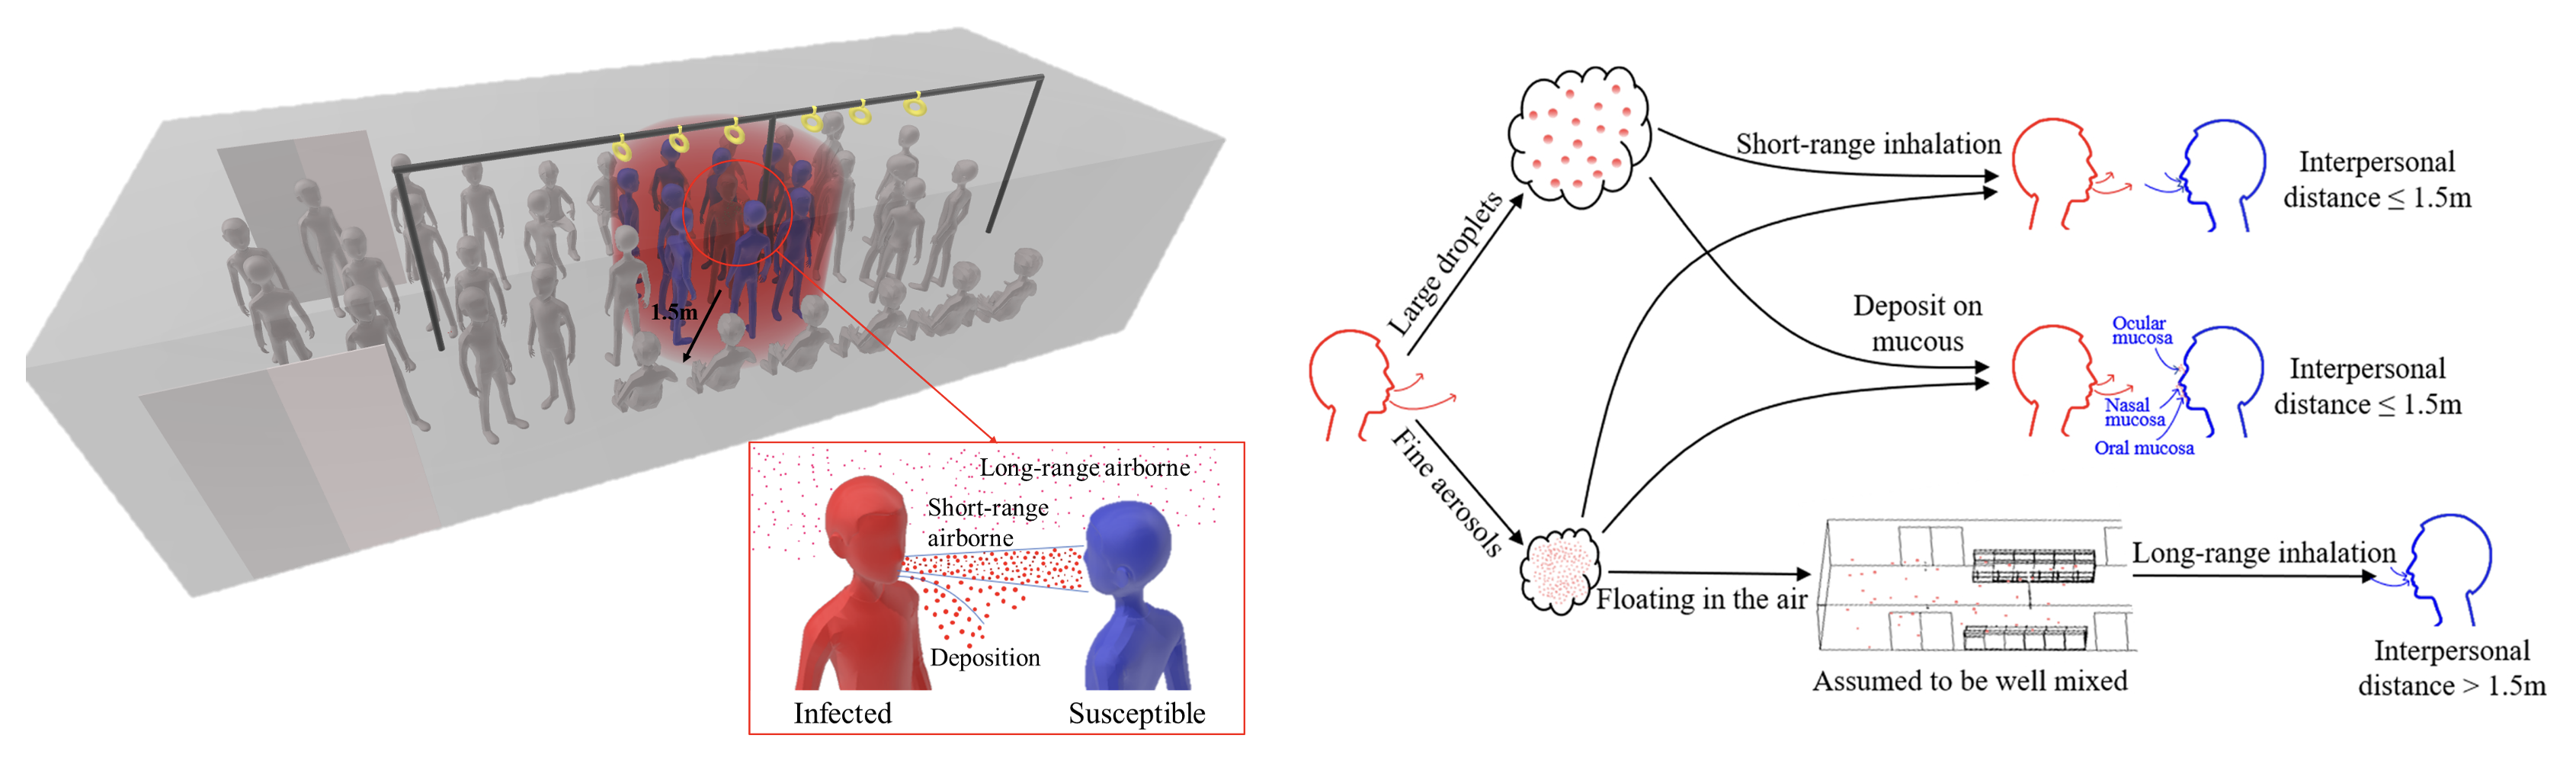 1.5m
Long-range airborne
Short-range
airborne
Deposition
Infected
Susceptible
Large droplets
Fine aerosols
Short-range inhalation
Interpersonal
distance ≤ 1.5m
Deposit on
mucous
Ocular
mucosa
Nasal
mucosa
Oral mucosa
Interpersonal
distance ≤ 1.5m
Floating in the air
Assumed to be well mixed
Long-range inhalation
Interpersonal
distance > 1.5m